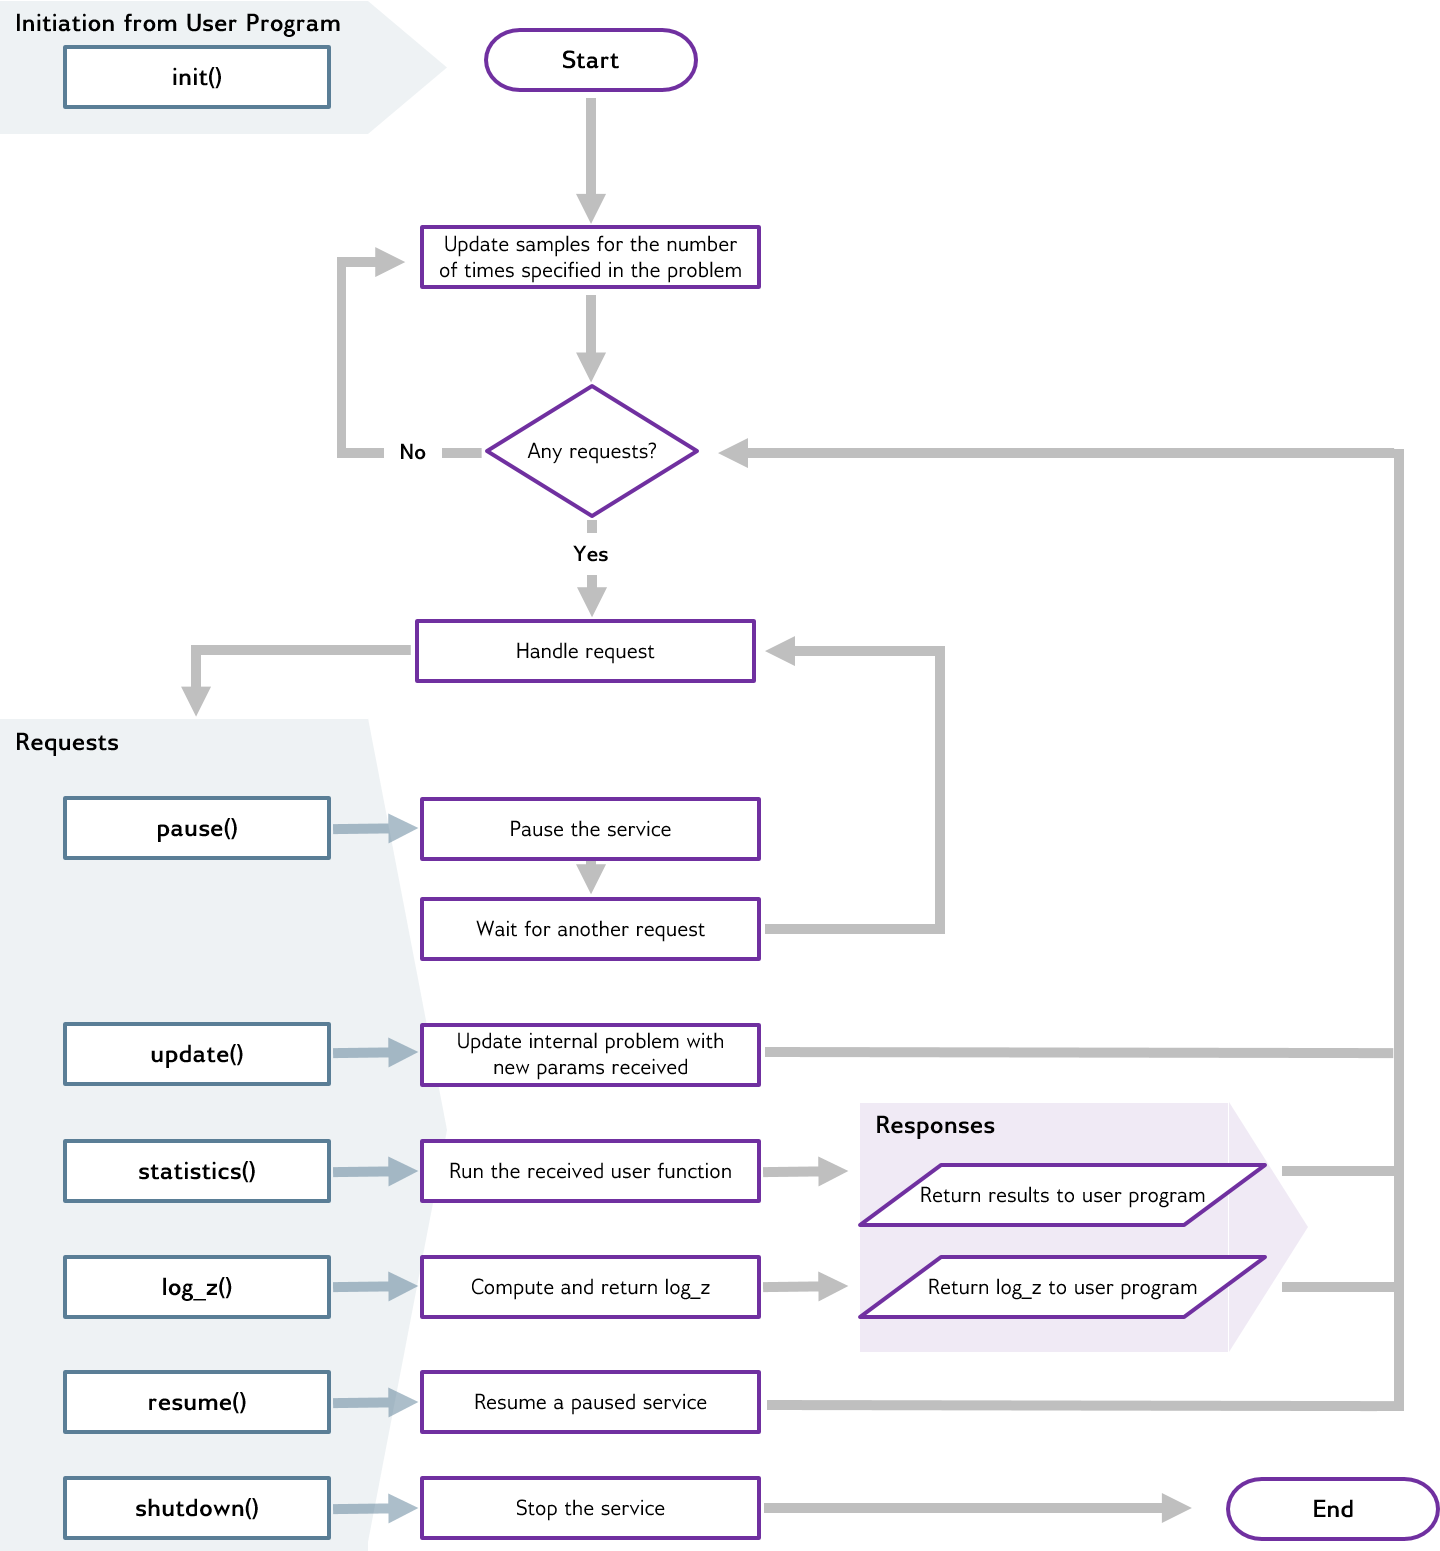 Initiation from User Program
init()
Start
Update samples for the number
of times specified in the problem
Any requests?
No
Yes
Handle request
Requests
pause()
Pause the service
Wait for another request
update()
Update internal problem with
new params received
Responses
statistics()
Run the received user function
Return results to user program
log_z()
Compute and return log_z
Return log_z to user program
resume()
Resume a paused service
shutdown()
Stop the service
End